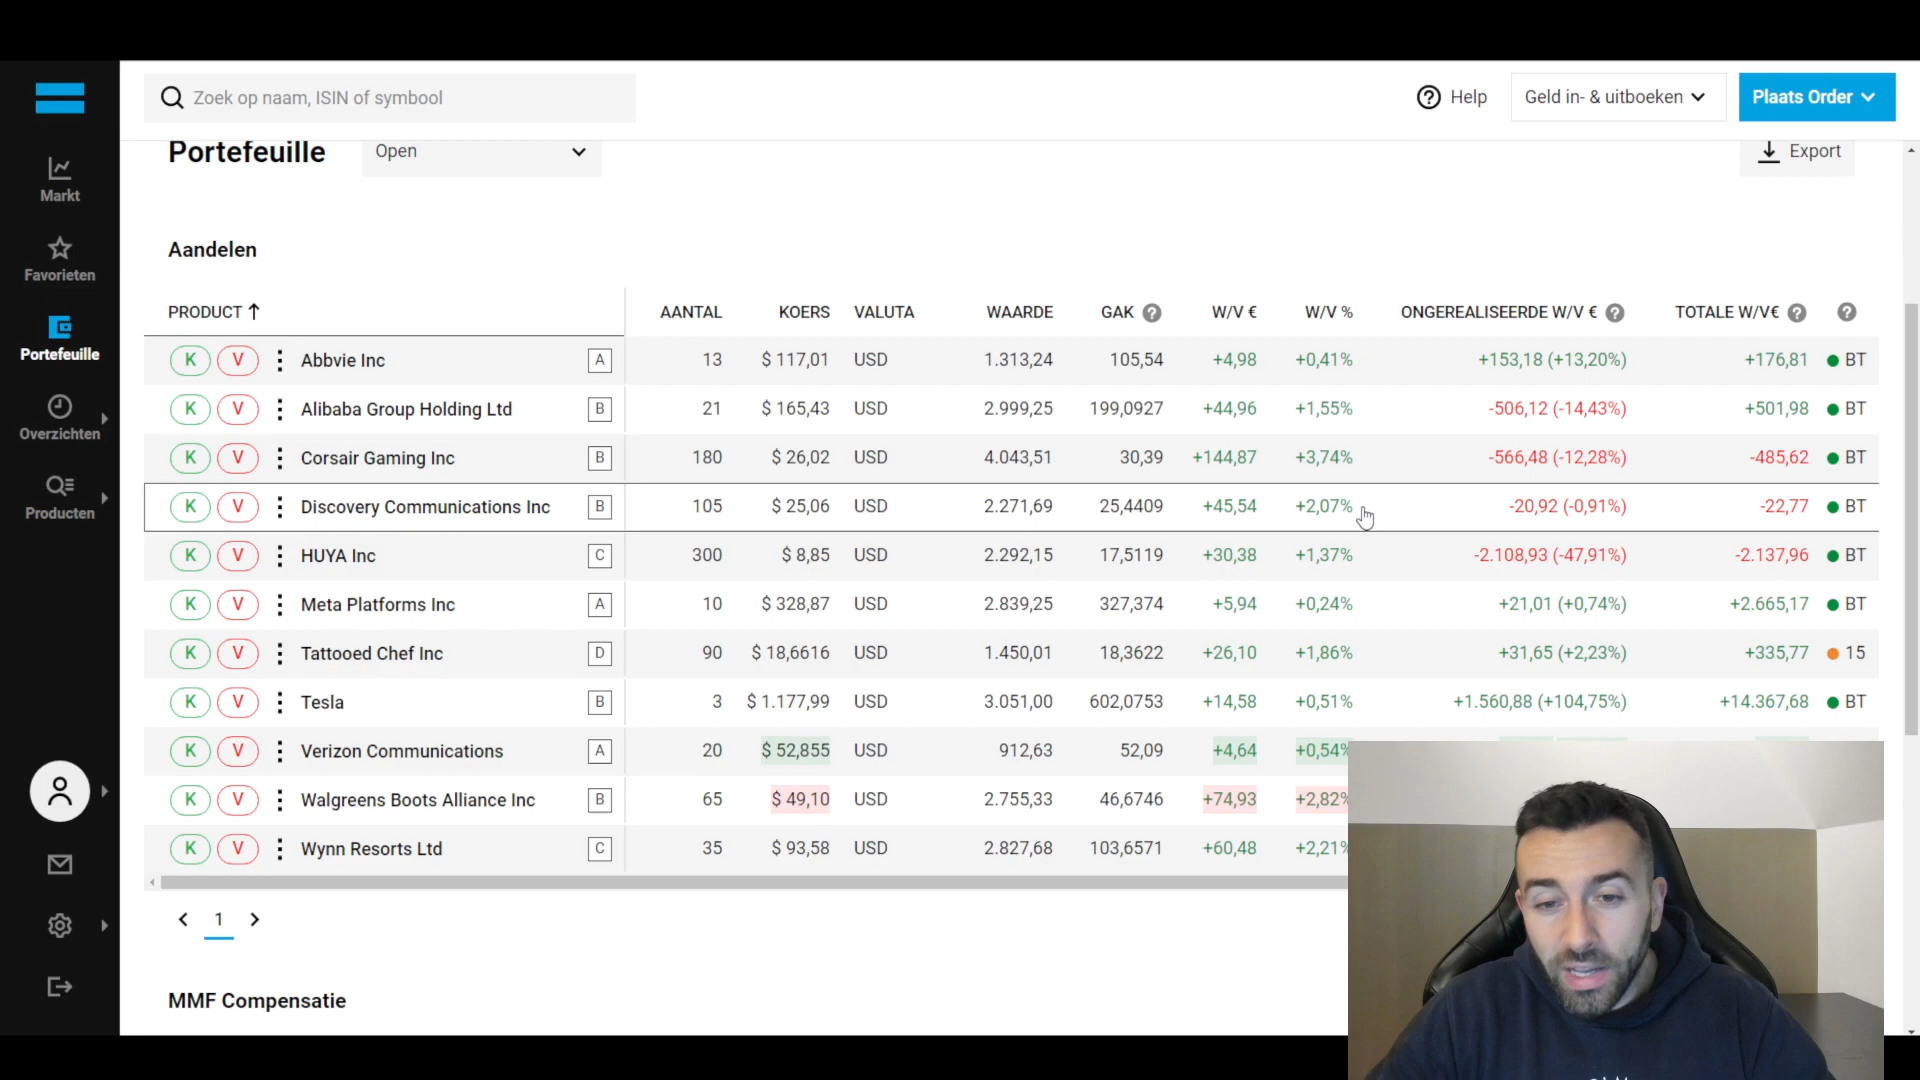 Zoek op naam, ISIN of symbool
Help
Geld in- & uitboeken
Plaats Order
Markt
Favorieten
Portefeuille
Overzichten
Producten
Portefeuille
Open
Export
Aandelen
PRODUCT AANTAL KOERS VALUTA WAARDE GAK W/V € W/V % ONGEREALISEERDE W/V € TOTALE W/V€
K V Abbvie Inc A 13 $ 117,01 USD 1.313,24 105,54 +4,98 +0,41% +153,18 (+13,20%) +176,81 BT
K V Alibaba Group Holding Ltd B 21 $ 165,43 USD 2.999,25 199,0927 +44,96 +1,55% -506,12 (-14,43%) +501,98 BT
K V Corsair Gaming Inc B 180 $ 26,02 USD 4.043,51 30,39 +144,87 +3,74% -566,48 (-12,28%) -485,62 BT
K V Discovery Communications Inc B 105 $ 25,06 USD 2.271,69 25,4409 +45,54 +2,07% -20,92 (-0,91%) -22,77 BT
K V HUYA Inc C 300 $ 8,85 USD 2.292,15 17,5119 +30,38 +1,37% -2.108,93 (-47,91%) -2.137,96 BT
K V Meta Platforms Inc A 10 $ 328,87 USD 2.839,25 327,374 +5,94 +0,24% +21,01 (+0,74%) +2.665,17 BT
K V Tattooed Chef Inc D 90 $ 18,6616 USD 1.450,01 18,3622 +26,10 +1,86% +31,65 (+2,23%) +335,77 15
K V Tesla B 3 $ 1.177,99 USD 3.051,00 602,0753 +14,58 +0,51% +1.560,88 (+104,75%) +14.367,68 BT
K V Verizon Communications A 20 $ 52,855 USD 912,63 52,09 +4,64 +0,54%
K V Walgreens Boots Alliance Inc B 65 $ 49,10 USD 2.755,33 46,6746 +74,93 +2,82%
K V Wynn Resorts Ltd C 35 $ 93,58 USD 2.827,68 103,6571 +60,48 +2,21%
1
MMF Compensatie